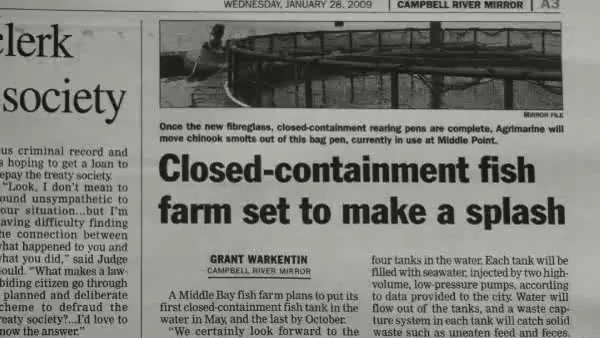 WEDNESDAY, JANUARY 28, 2009 | CAMPBELL RIVER MIRROR | A3
clerk
society
us criminal record and
s hoping to get a loan to
epay the treaty society.
"Look, I don't mean to
ound unsympathetic to
our situation...but I'm
aving difficulty finding
he connection between
what happened to you and
what you did," said Judge
ould. "What makes a law-
biding citizen go through
planned and deliberate
cheme to defraud the
reaty society?...I'd love to
now the answer."
MIRROR FILE
Once the new fibreglass, closed-containment rearing pens are complete, Agrimarine will
move chinook smolts out of this bag pen, currently in use at Middle Point.
Closed-containment fish
farm set to make a splash
GRANT WARKENTIN
CAMPBELL RIVER MIRROR
A Middle Bay fish farm plans to put its
first closed-containment fish tank in the
water in May, and the last by October.
"We certainly look forward to the
four tanks in the water. Each tank will be
filled with seawater, injected by two high-
volume, low-pressure pumps, according
to data provided to the city. Water will
flow out of the tanks, and a waste cap-
ture system in each tank will catch solid
waste such as uneaten feed and feces.